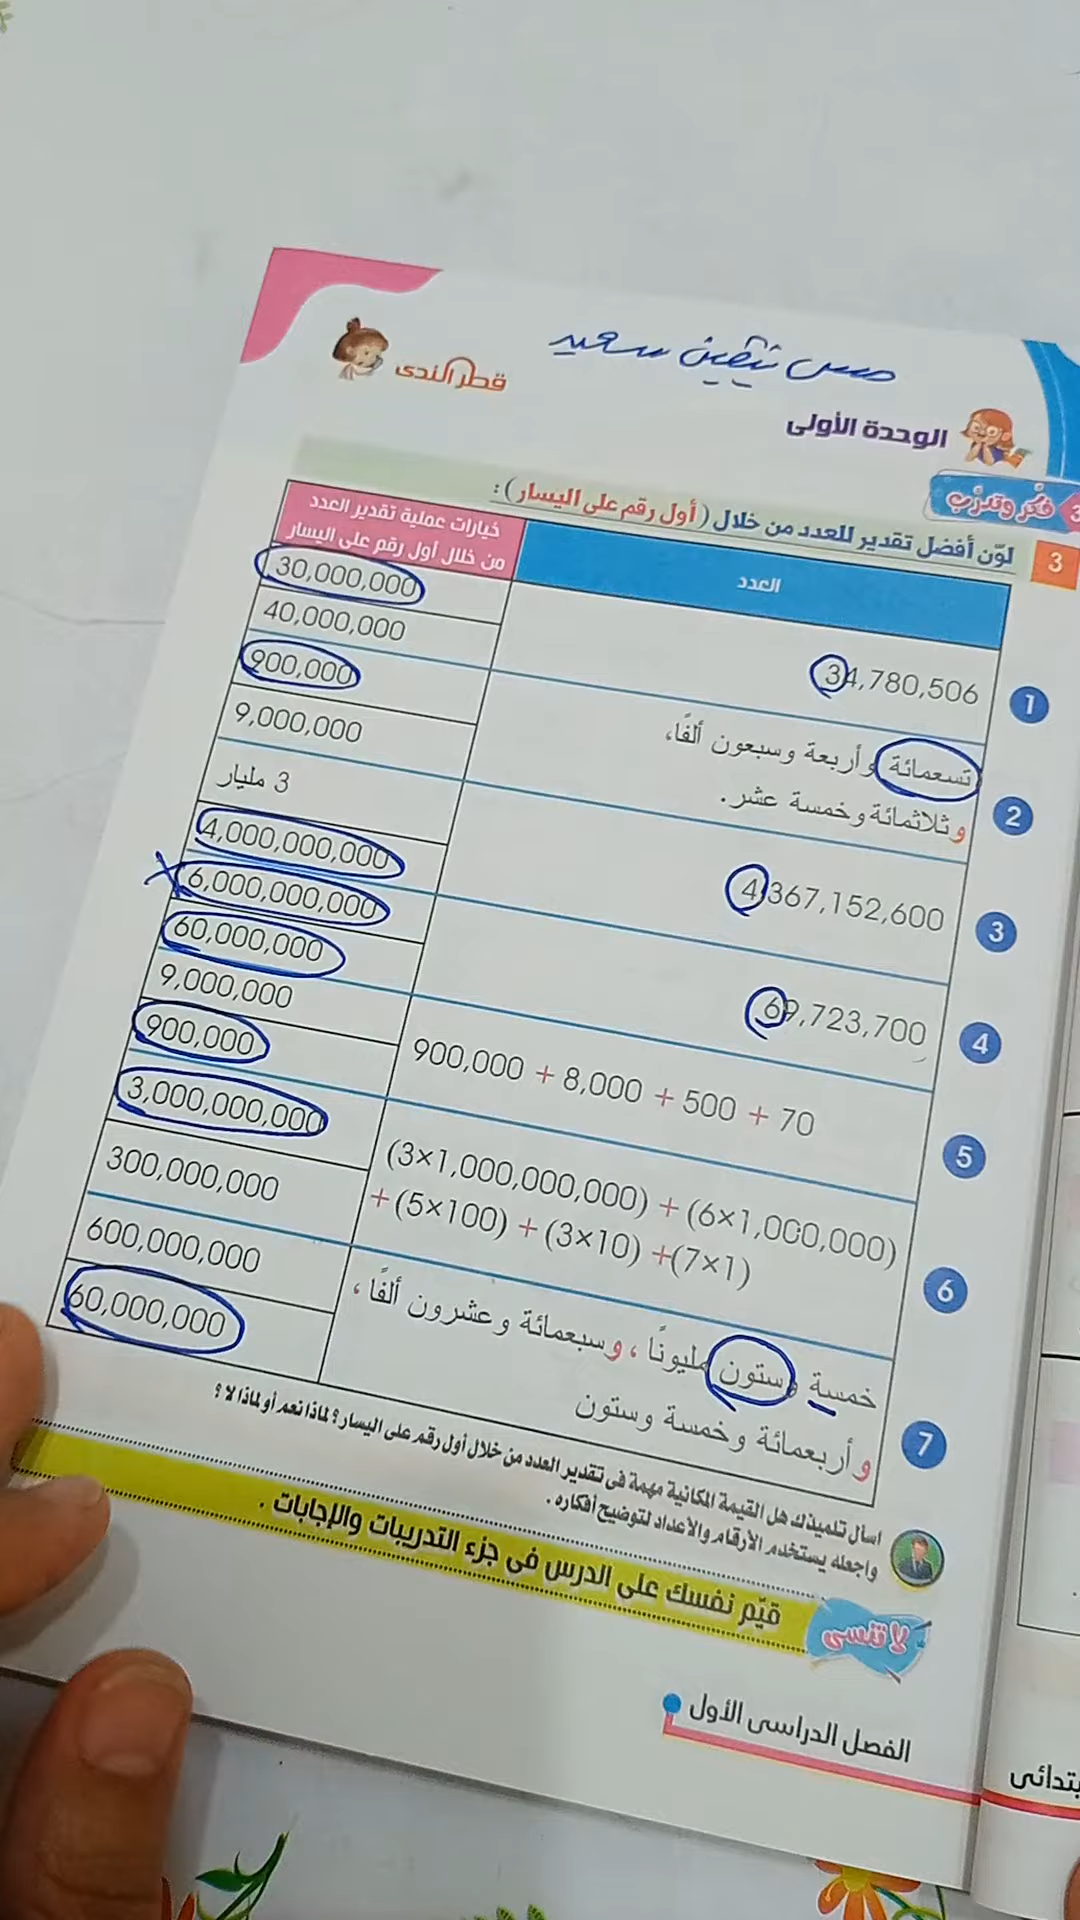 مس نيڤين سعيد
قطر الندى
الوحدة الأولى
فكر وتدرب
3 لوّن أفضل تقدير للعدد من خلال (أول رقم على اليسار):
العدد
خيارات عملية تقدير العدد
من خلال أول رقم على اليسار
1 34,780,506
30,000,000
40,000,000
2 تسعمائة وأربعة وسبعون ألفًا،
وثلاثمائة وخمسة عشر.
900,000
9,000,000
3 4,367,152,600
3 مليار
4,000,000,000
4 69,723,700
6,000,000,000
60,000,000
5 900,000 + 8,000 + 500 + 70
9,000,000
900,000
6 (3×1,000,000,000) + (6×1,000,000)
+ (5×100) + (3×10) +(7×1)
3,000,000,000
300,000,000
7 خمسة وستون مليونًا، وسبعمائة وعشرون ألفًا،
وأربعمائة وخمسة وستون
600,000,000
60,000,000
اسأل تلميذك هل القيمة المكانية مهمة فى تقدير العدد من خلال أول رقم على اليسار؟ لماذا نعم أو لماذا لا؟
واجعله يستخدم الأرقام والأعداد لتوضيح أفكاره.
لا تنسى
قيّم نفسك على الدرس فى جزء التدريبات والإجابات.
الفصل الدراسى الأول